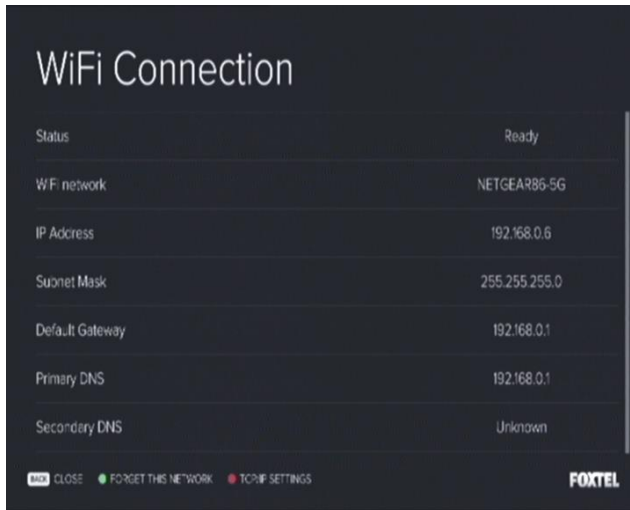 WiFi Connection
Status Ready
WiFi network NETGEAR86-5G
IP Address 192.168.0.6
Subnet Mask 255.255.255.0
Default Gateway 192.168.0.1
Primary DNS 192.168.0.1
Secondary DNS Unknown
BACK CLOSE FORGET THIS NETWORK TCP/IP SETTINGS FOXTEL